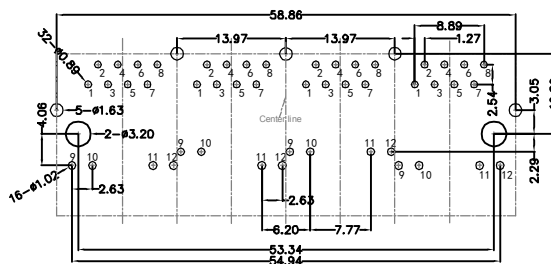 58.86
13.97 13.97 8.89
1.27
32-ø0.89
2 4 6 8 2 4 6 8 2 4 6 8 2 4 6 8
1 3 5 7 1 3 5 7 1 3 5 7 1 3 5 7
2.54
3.05
4.06
5-ø1.63
Centerline
2-ø3.20
9 10 9 10 11 12
9 10 11 12 11 12 9 10 11 12
2.29
16-ø1.02
2.63
2.63
6.20 7.77
53.34
54.94